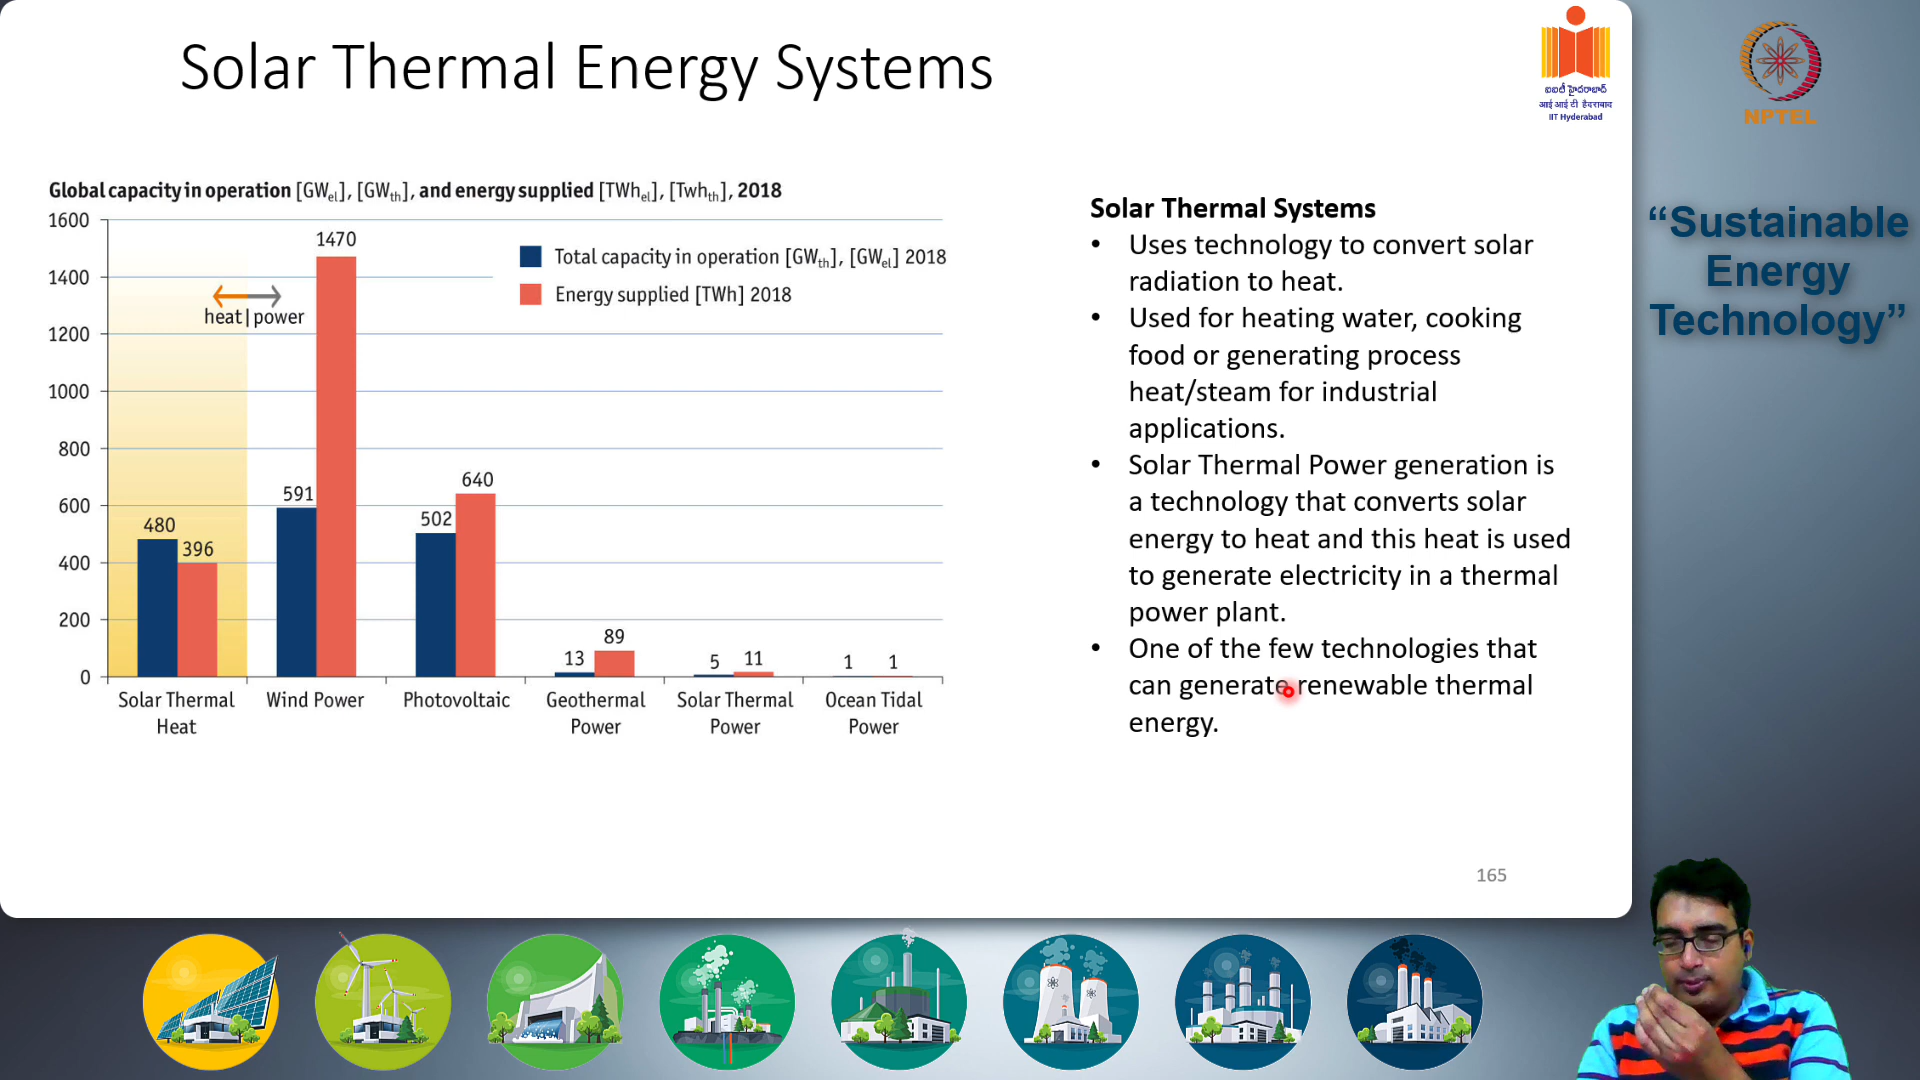 Solar Thermal Energy Systems
ఐఐటీ హైదరాబాద్
आई आई टी हैदराबाद
IIT Hyderabad
NPTEL
“Sustainable
Energy
Technology”
Global capacity in operation [GWel], [GWth], and energy supplied [TWhel], [Twhth], 2018
1600
1400
1200
1000
800
600
400
200
0
Total capacity in operation [GWth], [GWel] 2018
Energy supplied [TWh] 2018
heat | power
480
396
591
1470
502
640
13
89
5
11
1
1
Solar Thermal
Heat
Wind Power
Photovoltaic
Geothermal
Power
Solar Thermal
Power
Ocean Tidal
Power
Solar Thermal Systems
• Uses technology to convert solar
radiation to heat.
• Used for heating water, cooking
food or generating process
heat/steam for industrial
applications.
• Solar Thermal Power generation is
a technology that converts solar
energy to heat and this heat is used
to generate electricity in a thermal
power plant.
• One of the few technologies that
can generate renewable thermal
energy.
165